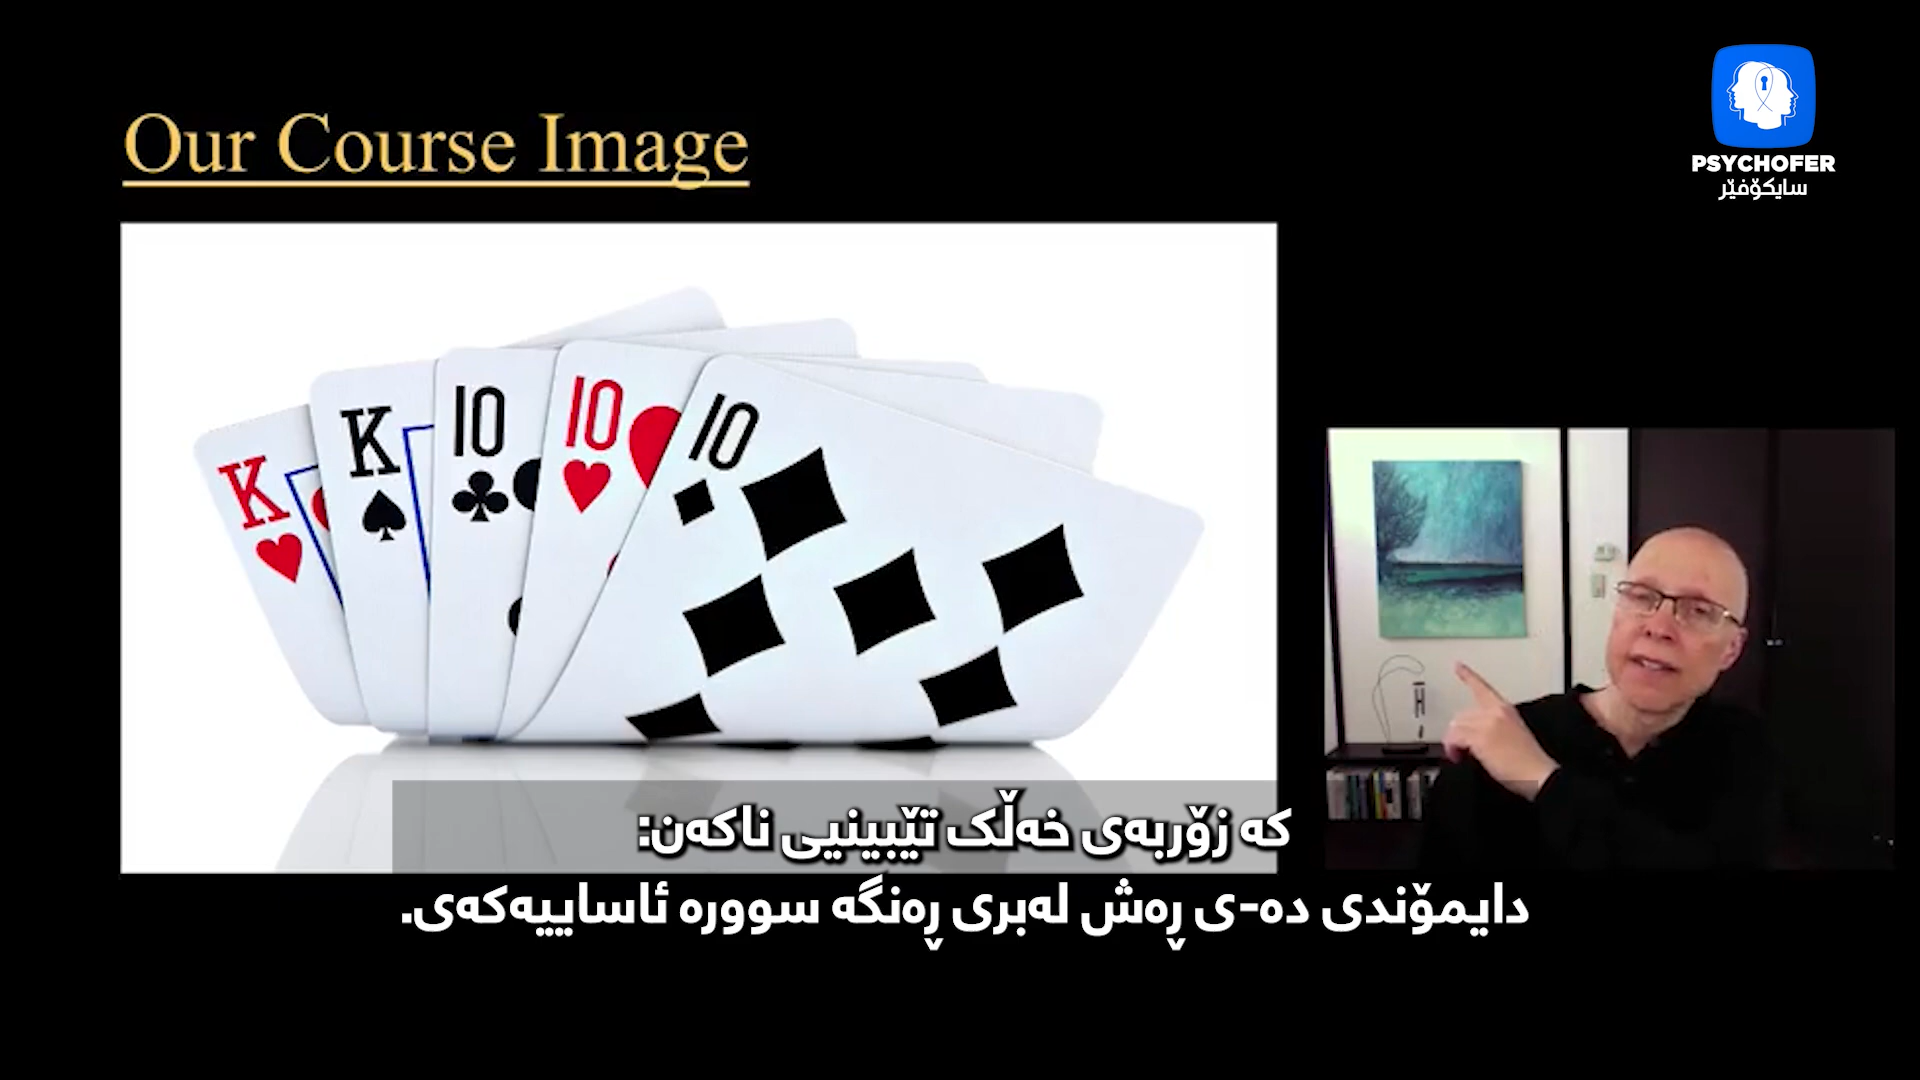 Our Course Image
PSYCHOFER
سایکۆفێر
K
K
10
10
10
کە زۆربەی خەڵک تێبینیی ناکەن:
دایمۆندی دە-ی ڕەش لەبری ڕەنگە سوورە ئاساییەکەی.